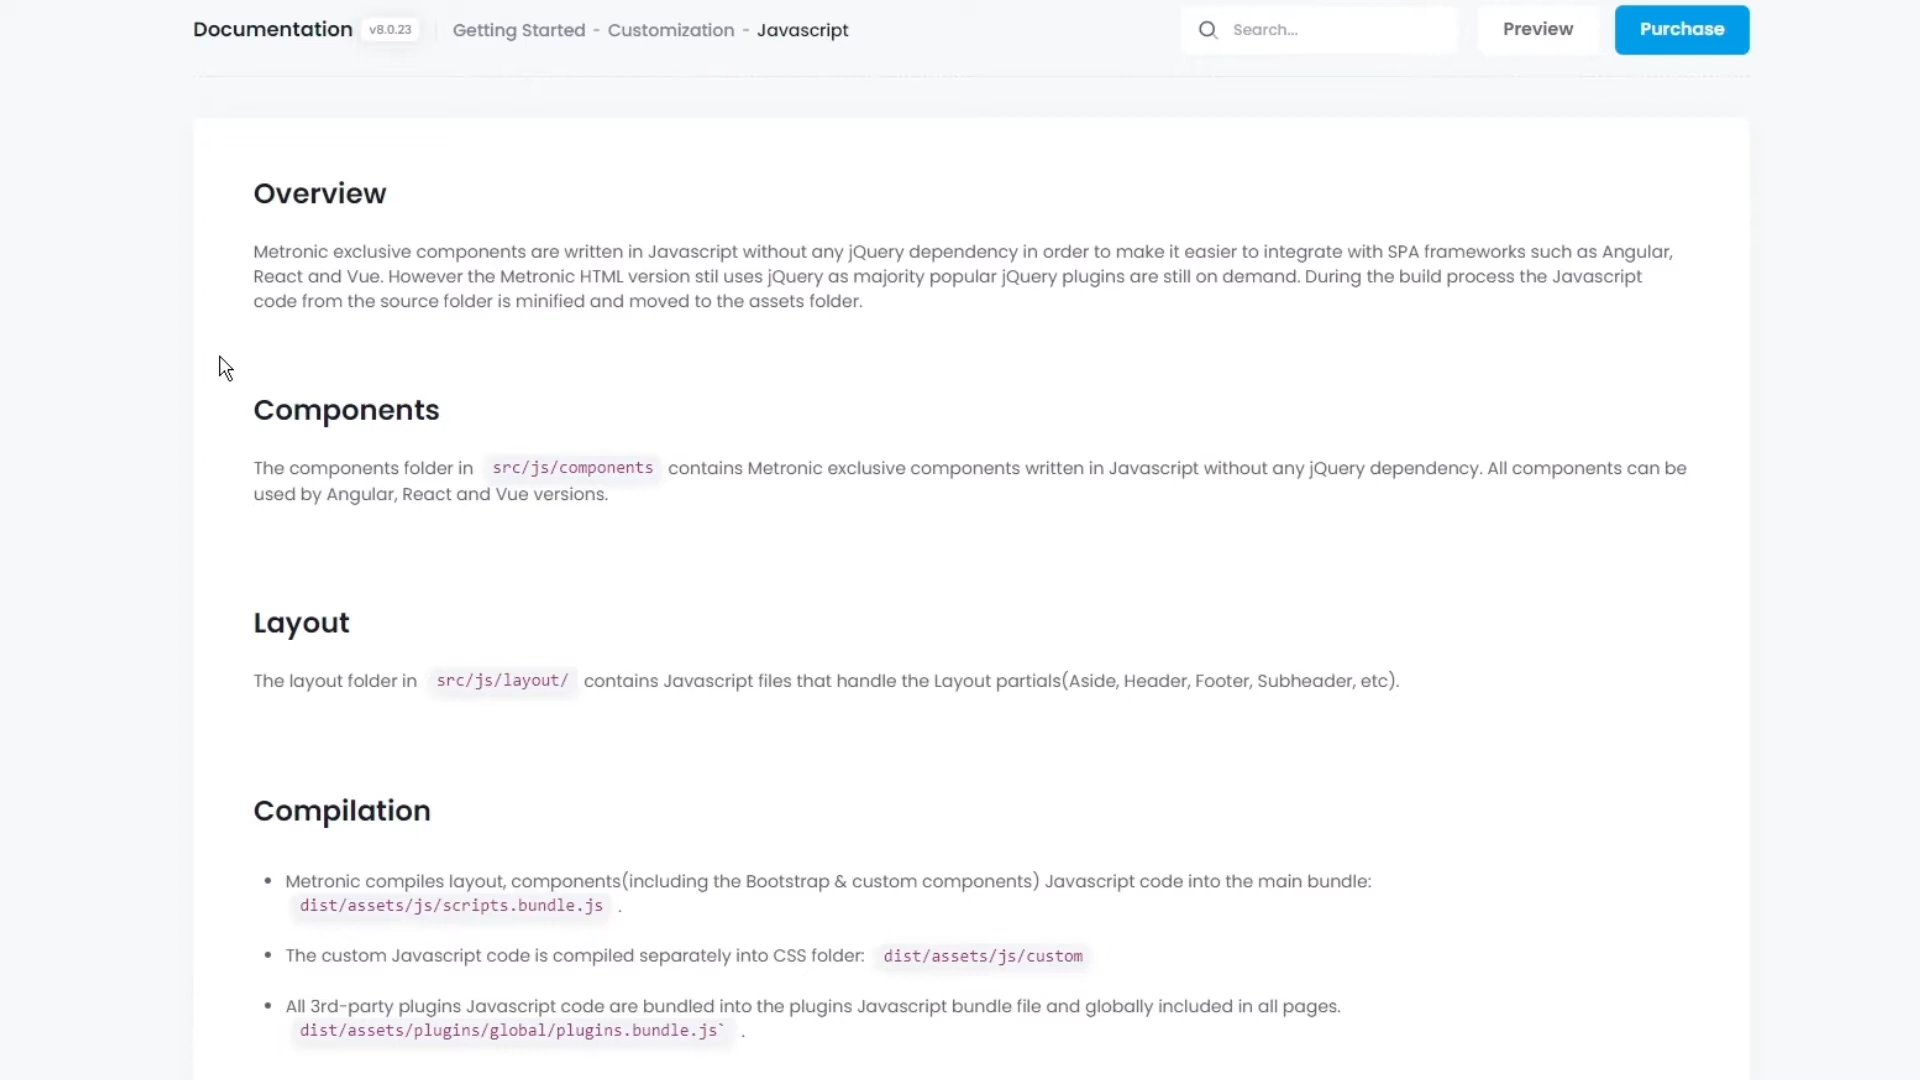 Documentation v8.0.23 Getting Started - Customization - Javascript Search... Preview Purchase
Overview
Metronic exclusive components are written in Javascript without any jQuery dependency in order to make it easier to integrate with SPA frameworks such as Angular,
React and Vue. However the Metronic HTML version stil uses jQuery as majority popular jQuery plugins are still on demand. During the build process the Javascript
code from the source folder is minified and moved to the assets folder.
Components
The components folder in src/js/components contains Metronic exclusive components written in Javascript without any jQuery dependency. All components can be
used by Angular, React and Vue versions.
Layout
The layout folder in src/js/layout/ contains Javascript files that handle the Layout partials(Aside, Header, Footer, Subheader, etc).
Compilation
• Metronic compiles layout, components(including the Bootstrap & custom components) Javascript code into the main bundle:
dist/assets/js/scripts.bundle.js .
• The custom Javascript code is compiled separately into CSS folder: dist/assets/js/custom
• All 3rd-party plugins Javascript code are bundled into the plugins Javascript bundle file and globally included in all pages.
dist/assets/plugins/global/plugins.bundle.js` .